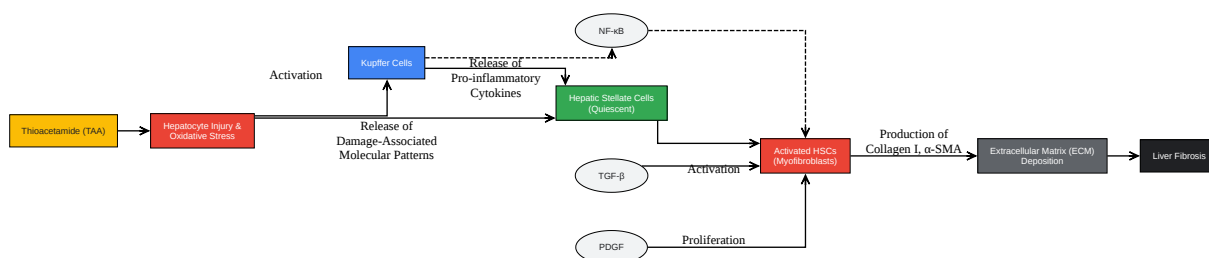 NF-κB
Kupffer Cells
Activation
Release of
Pro-inflammatory
Cytokines
Hepatic Stellate Cells
(Quiescent)
Thioacetamide (TAA)
Hepatocyte Injury &
Oxidative Stress
Release of
Damage-Associated
Molecular Patterns
TGF-β
Activation
Activated HSCs
(Myofibroblasts)
Production of
Collagen I, α-SMA
Extracellular Matrix (ECM)
Deposition
Liver Fibrosis
PDGF
Proliferation